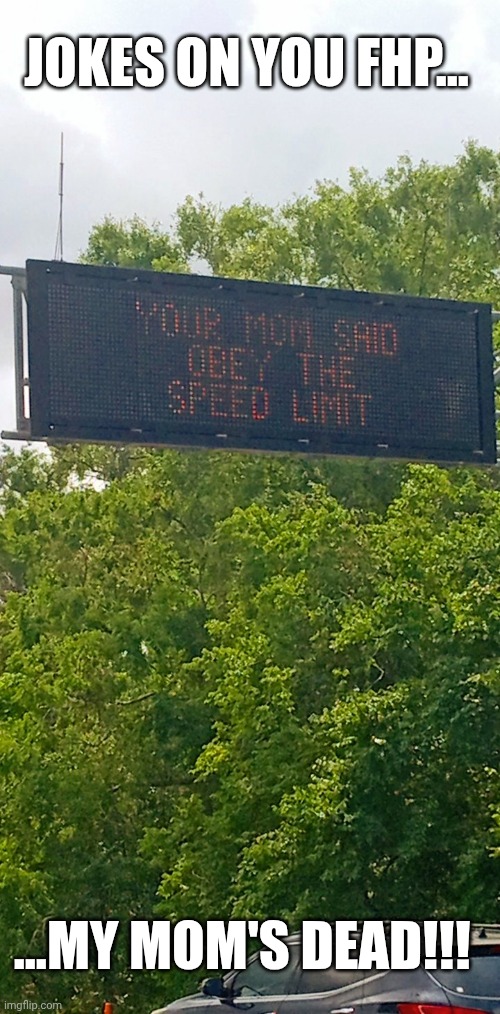 JOKES ON YOU FHP...
YOUR MOM SAID
OBEY THE
SPEED LIMIT
...MY MOM'S DEAD!!!
imgflip.com